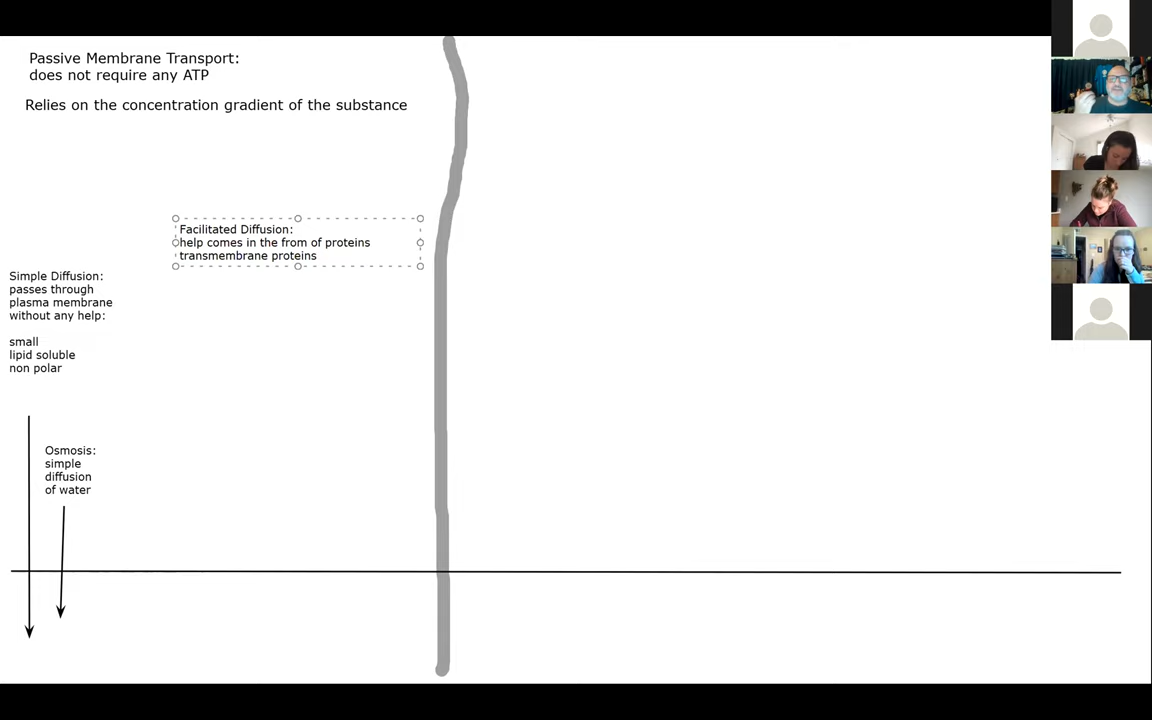 Passive Membrane Transport:
does not require any ATP
Relies on the concentration gradient of the substance
Facilitated Diffusion:
help comes in the from of proteins
transmembrane proteins
Simple Diffusion:
passes through
plasma membrane
without any help:
small
lipid soluble
non polar
Osmosis:
simple
diffusion
of water